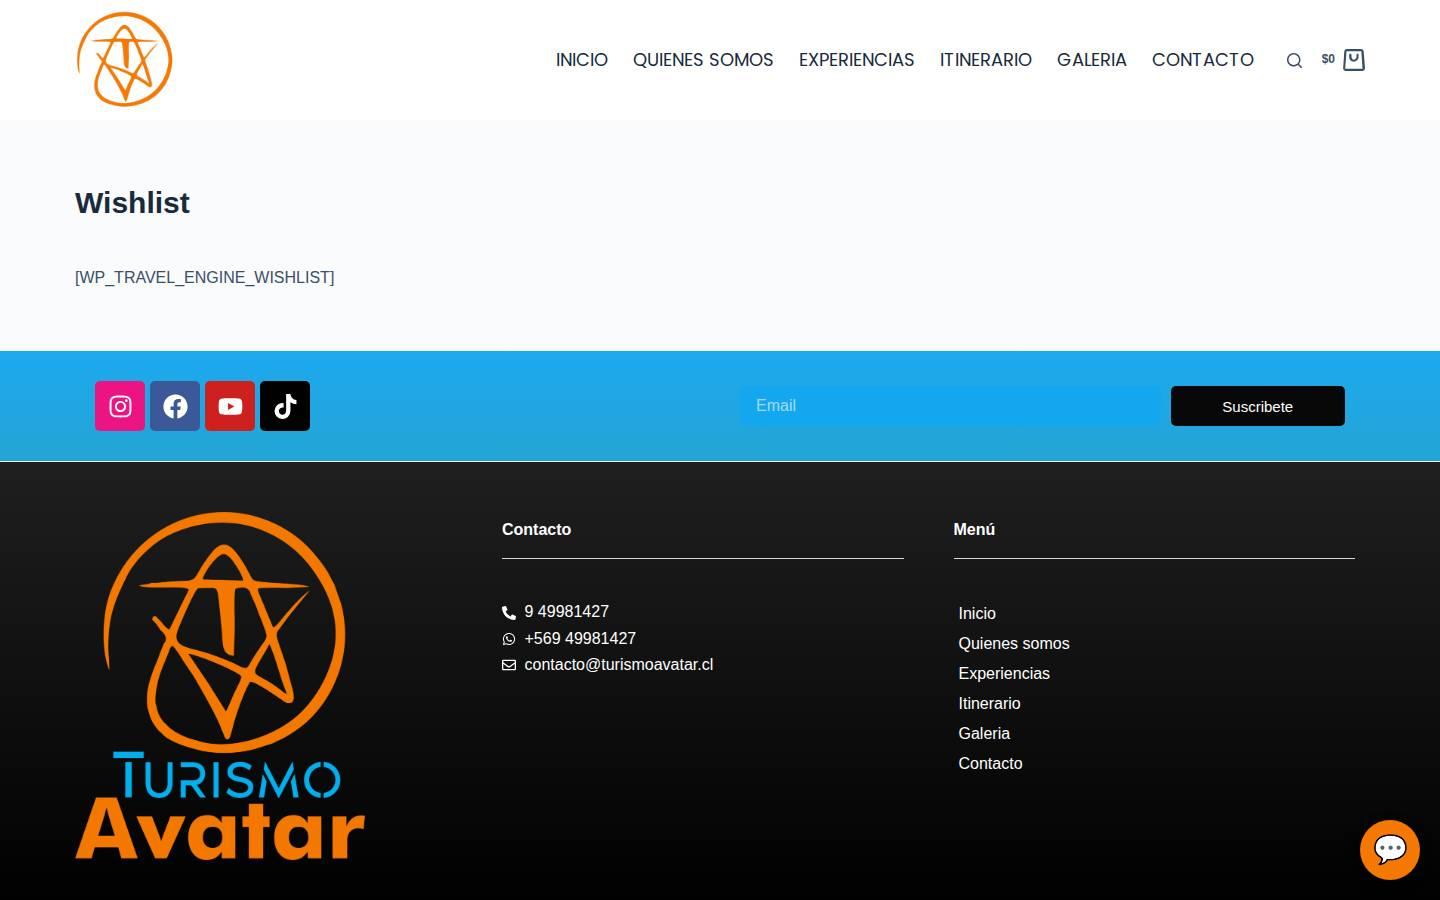 INICIO QUIENES SOMOS EXPERIENCIAS ITINERARIO GALERIA CONTACTO $0
Wishlist
[WP_TRAVEL_ENGINE_WISHLIST]
Email
Suscribete
Contacto
9 49981427
+569 49981427
contacto@turismoavatar.cl
Menú
Inicio
Quienes somos
Experiencias
Itinerario
Galeria
Contacto
TURISMO
Avatar